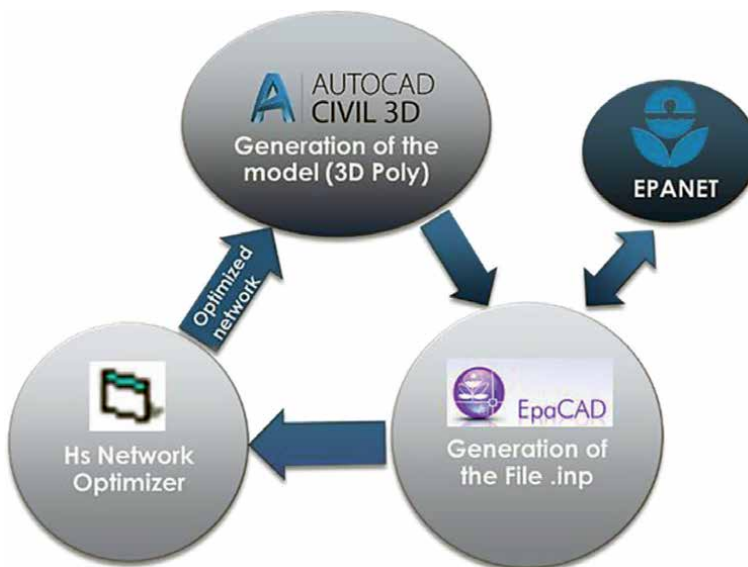 AUTOCAD
CIVIL 3D
Generation of the
model (3D Poly)
EPANET
Optimized
network
EpaCAD
Generation of
the File .inp
Hs Network
Optimizer